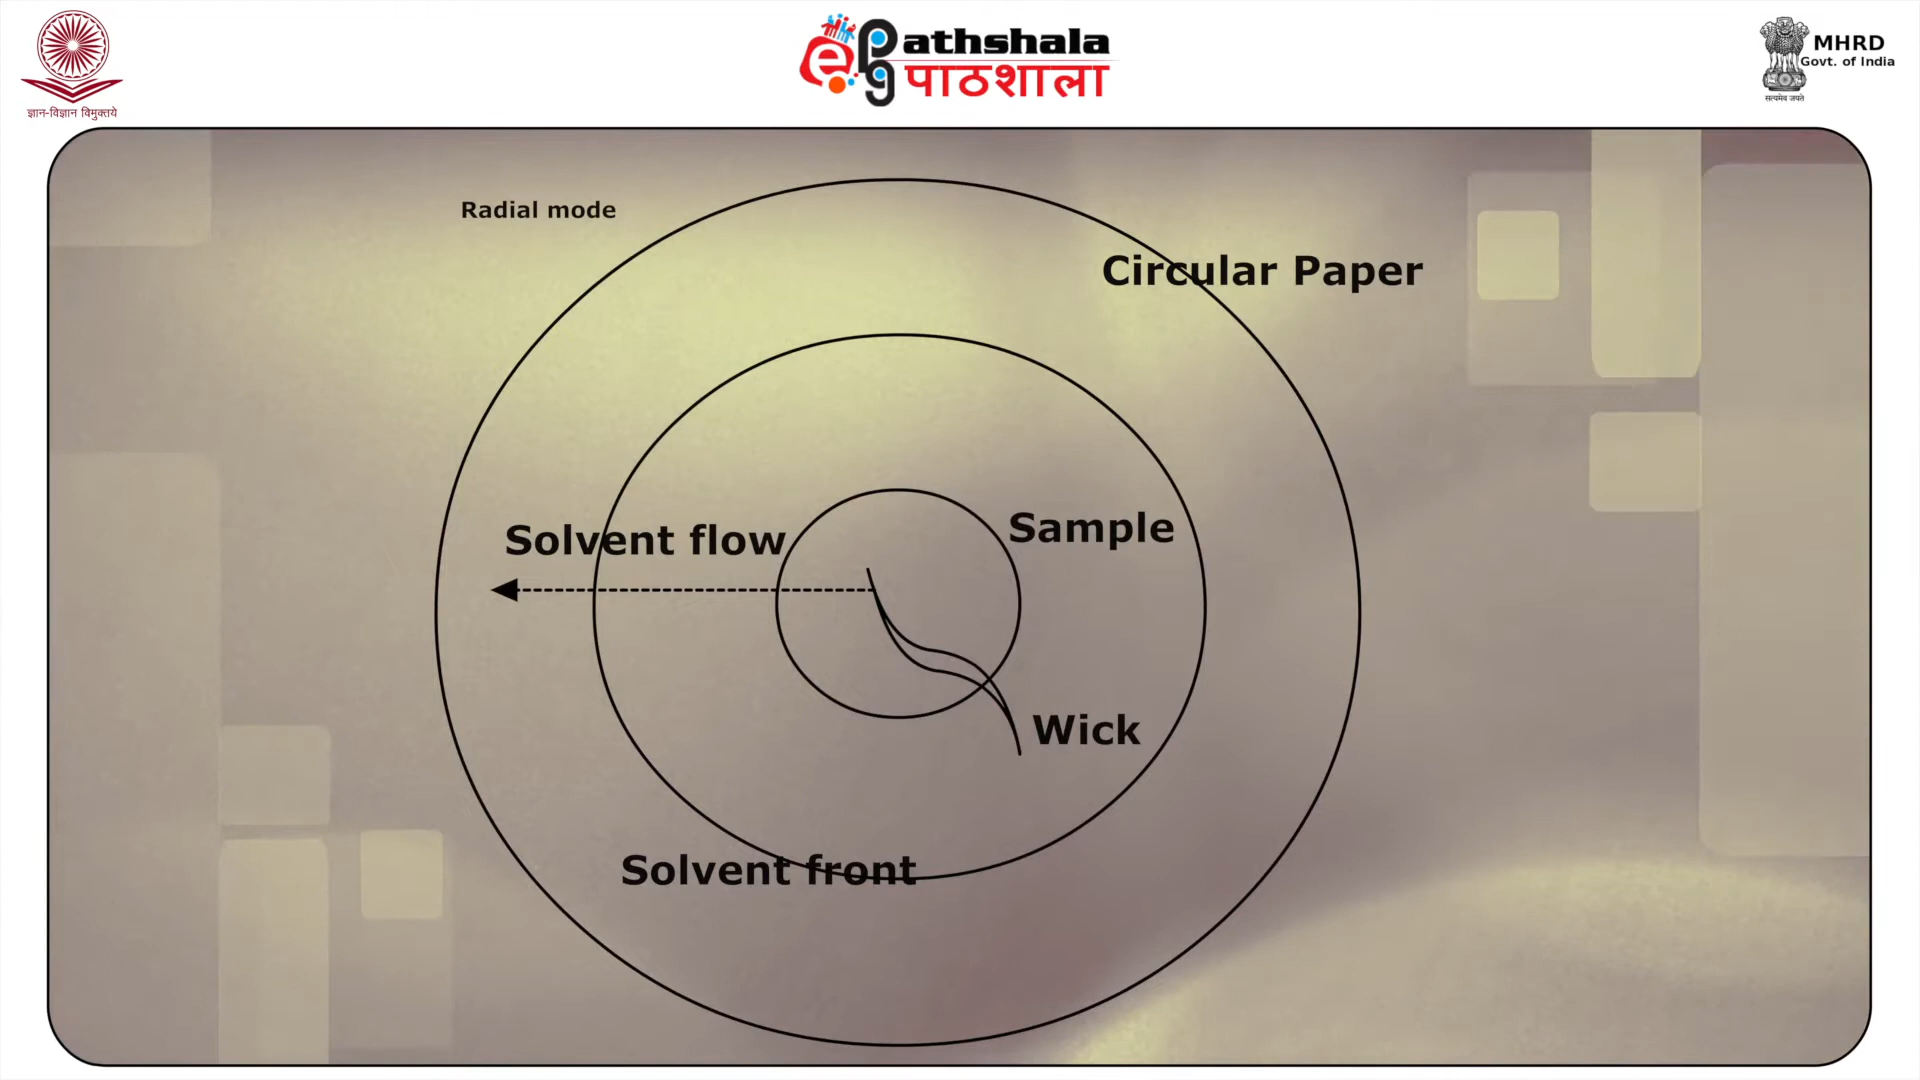 ज्ञान-विज्ञान विमुक्तये
e PG athshala
पाठशाला
सत्यमेव जयते
MHRD
Govt. of India
Radial mode
Circular Paper
Solvent flow
Sample
Wick
Solvent front